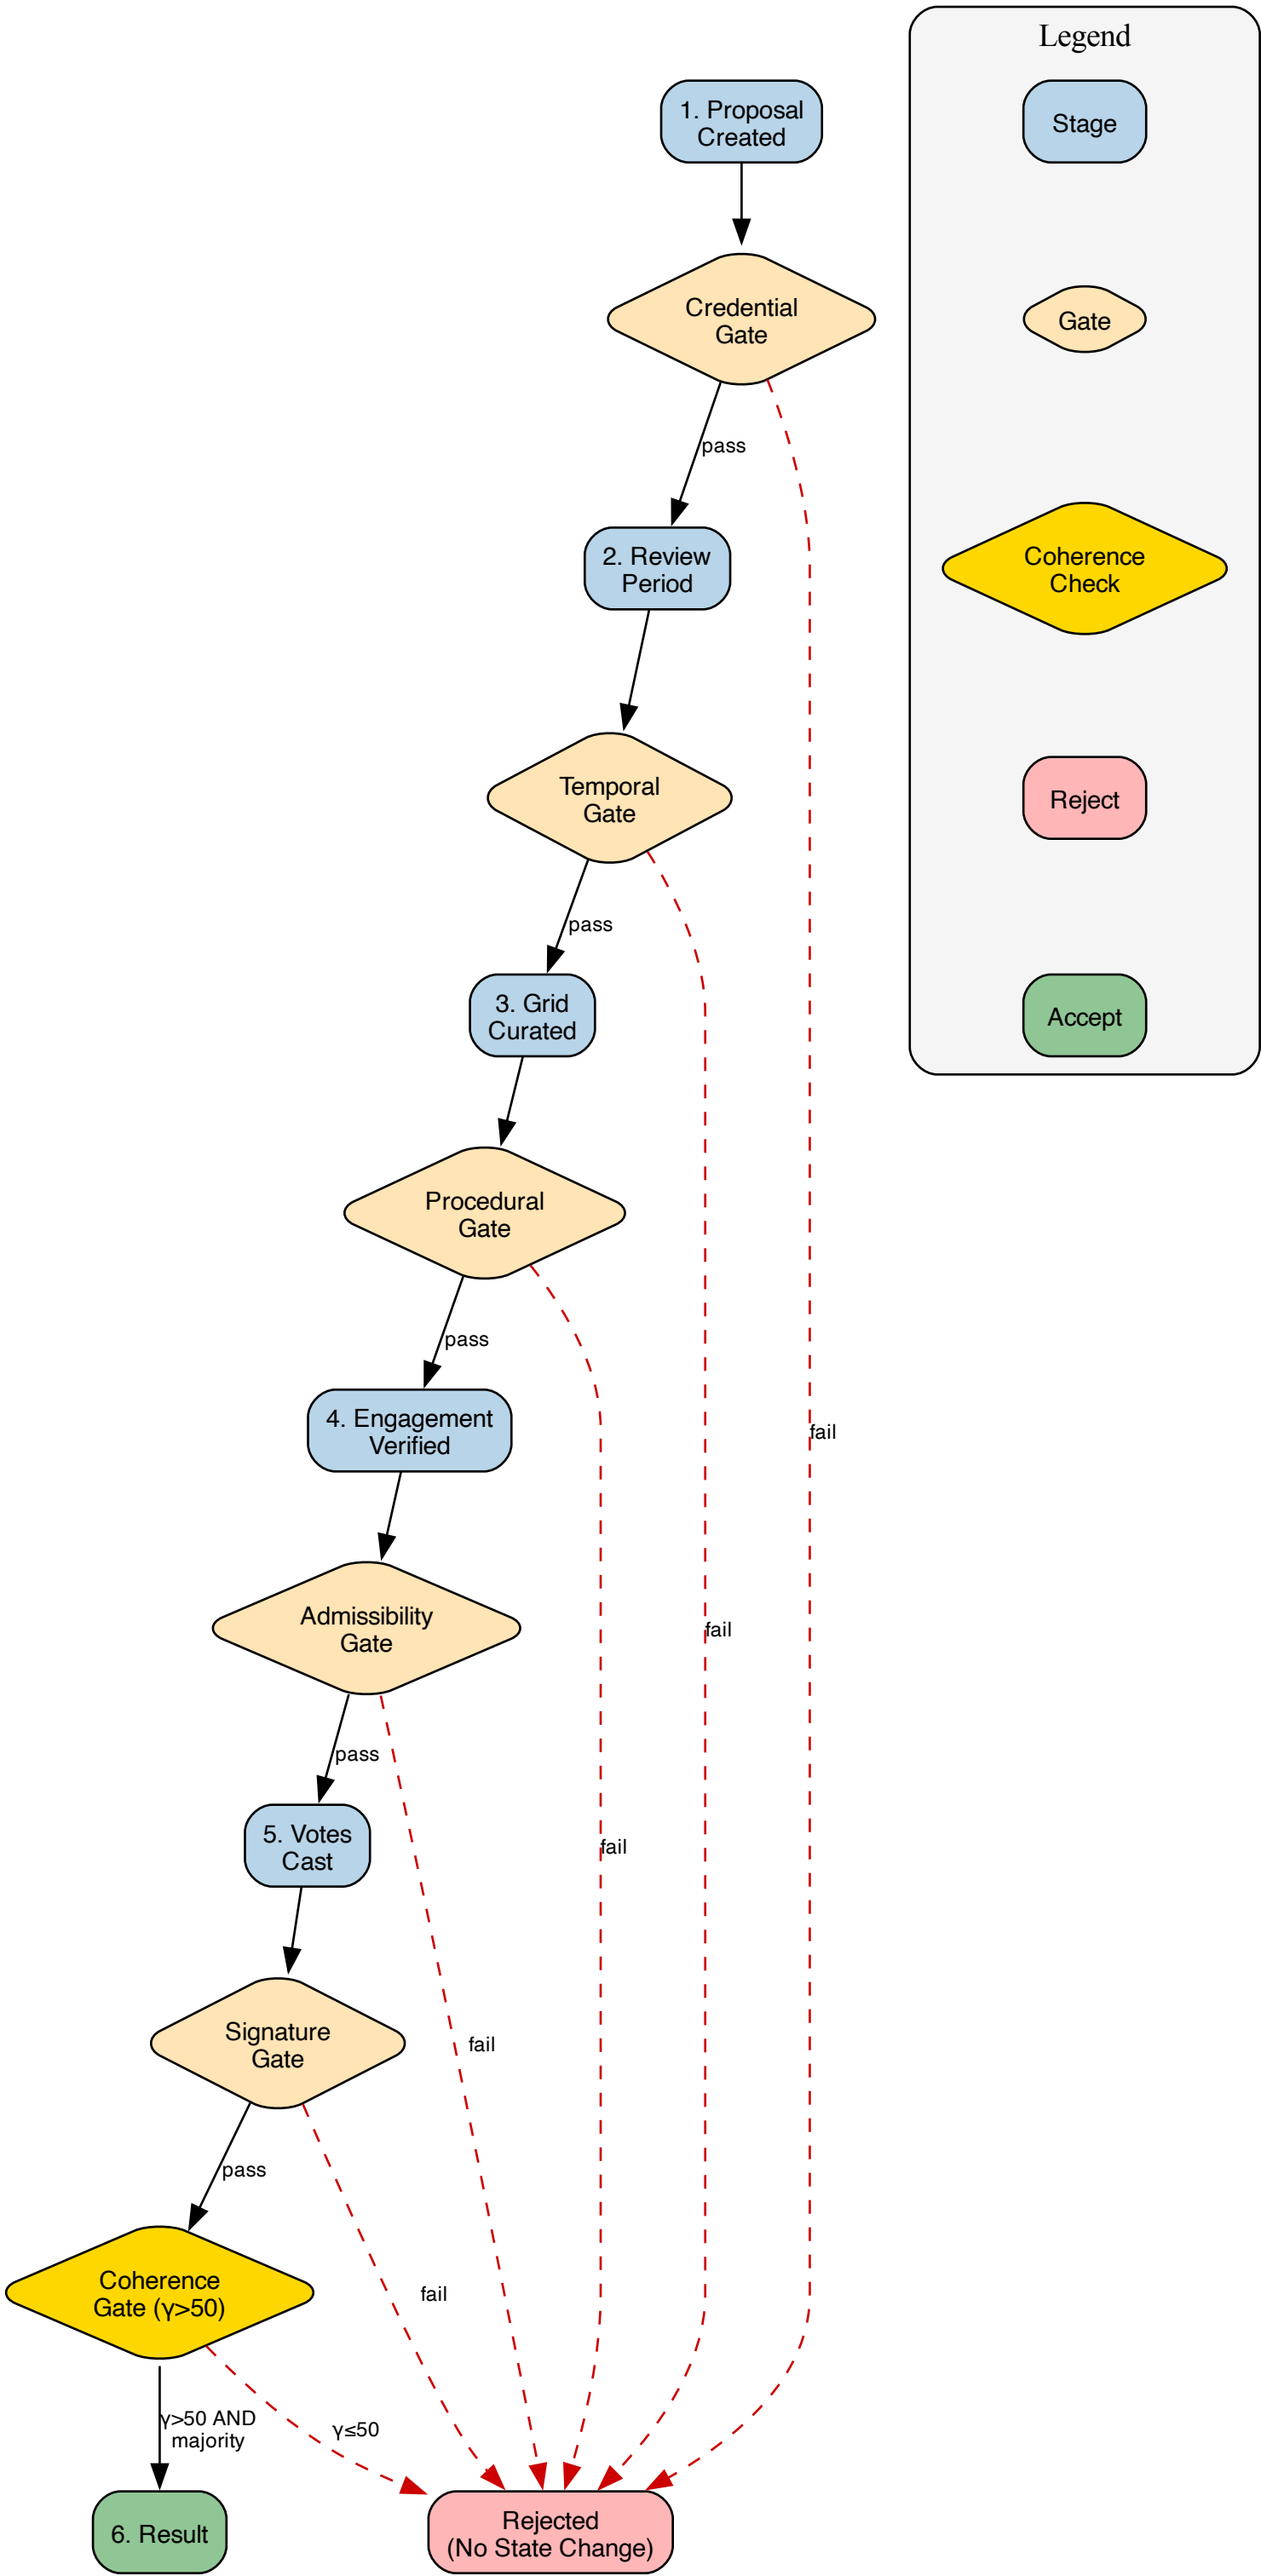 1. Proposal
Created
Credential
Gate
pass
2. Review
Period
Temporal
Gate
pass
3. Grid
Curated
Procedural
Gate
pass
fail
4. Engagement
Verified
Admissibility
Gate
fail
pass
5. Votes
Cast
fail
Signature
Gate
fail
pass
Coherence
Gate (γ>50)
fail
γ>50 AND
majority
γ≤50
6. Result
Rejected
(No State Change)
Legend
Stage
Gate
Coherence
Check
Reject
Accept